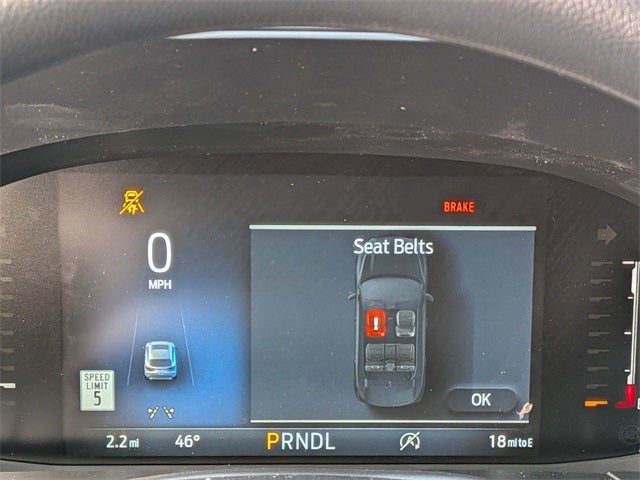 BRAKE
Seat Belts
0
MPH
SPEED
LIMIT
5
OK
2.2 mi 46° PRNDL 18 mi to E
E